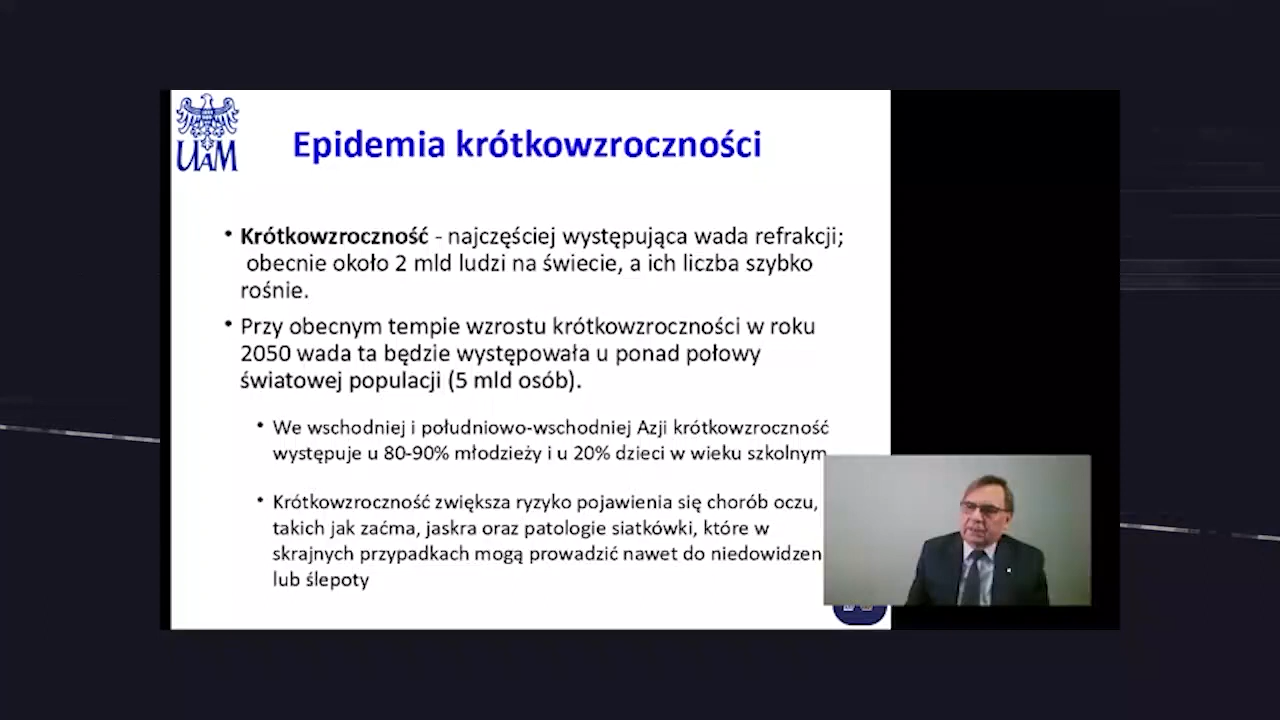 UAM
Epidemia krótkowzroczności
• Krótkowzroczność - najczęściej występująca wada refrakcji;
obecnie około 2 mld ludzi na świecie, a ich liczba szybko
rośnie.
• Przy obecnym tempie wzrostu krótkowzroczności w roku
2050 wada ta będzie występowała u ponad połowy
światowej populacji (5 mld osób).
• We wschodniej i południowo-wschodniej Azji krótkowzroczność
występuje u 80-90% młodzieży i u 20% dzieci w wieku szkolnym
• Krótkowzroczność zwiększa ryzyko pojawienia się chorób oczu,
takich jak zaćma, jaskra oraz patologie siatkówki, które w
skrajnych przypadkach mogą prowadzić nawet do
lub ślepoty